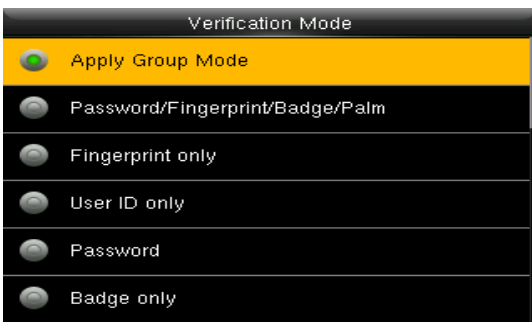 Verification Mode
Apply Group Mode
Password/Fingerprint/Badge/Palm
Fingerprint only
User ID only
Password
Badge only